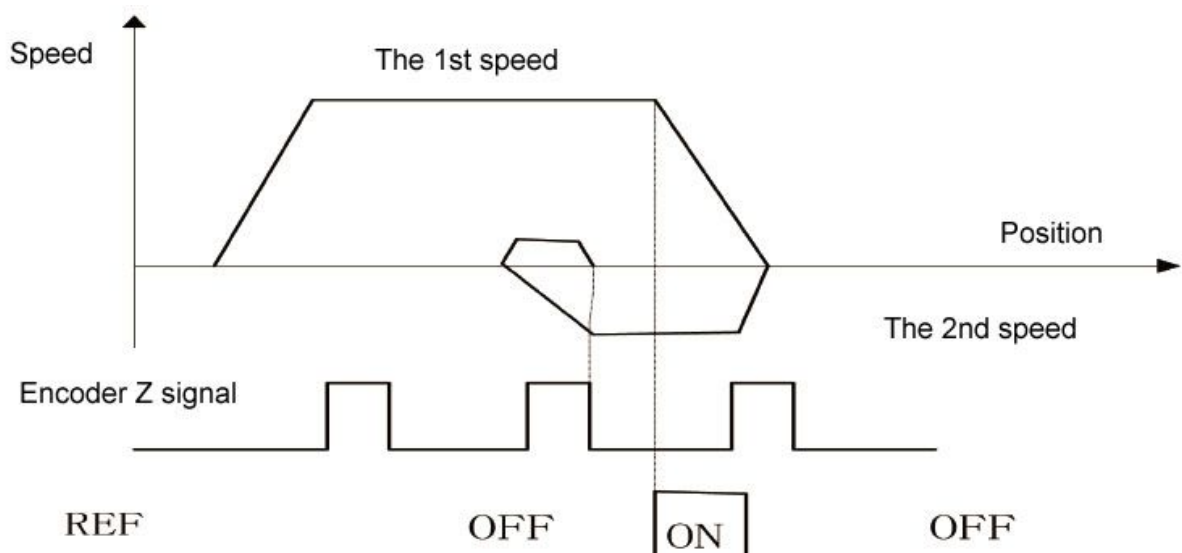 Speed
The 1st speed
Position
The 2nd speed
Encoder Z signal
REF OFF ON OFF